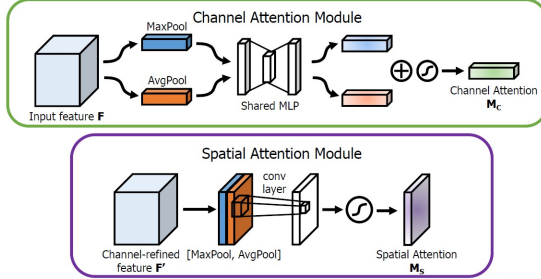 Channel Attention Module
MaxPool
AvgPool
Input feature F
Shared MLP
Channel Attention
M_C
Spatial Attention Module
conv
layer
Channel-refined
feature F'
[MaxPool, AvgPool]
Spatial Attention
M_S